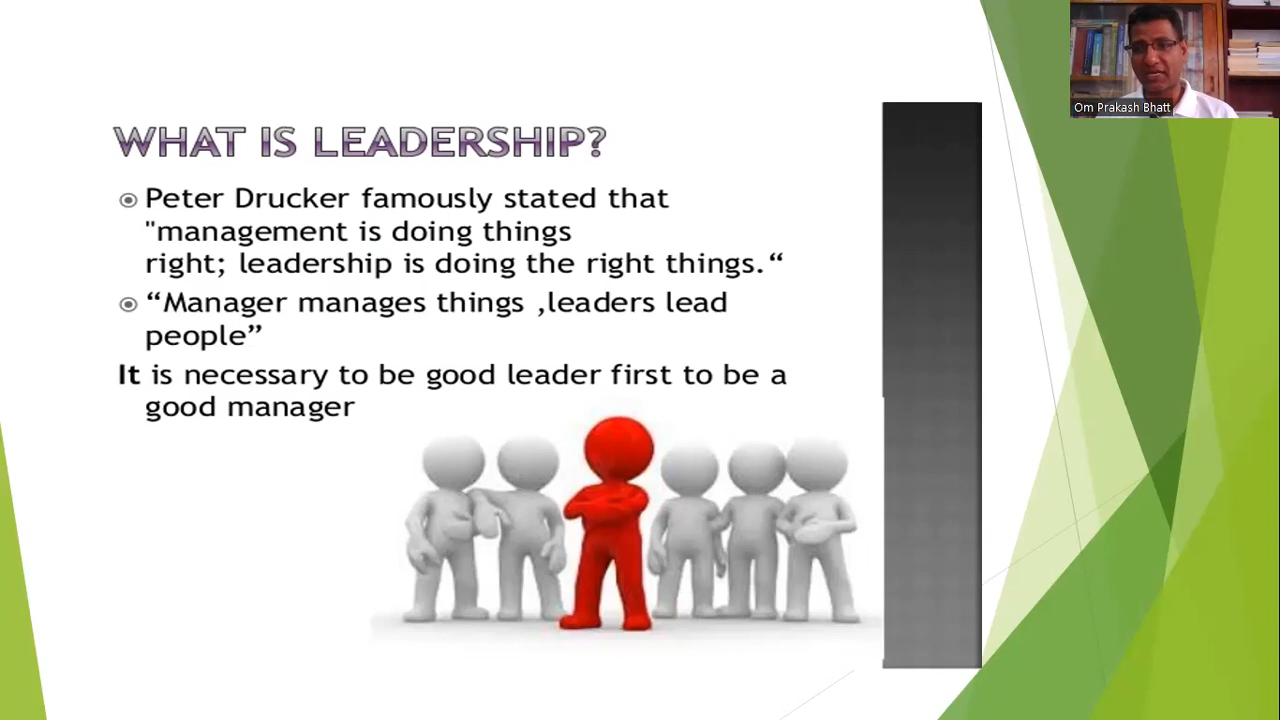 WHAT IS LEADERSHIP?
Peter Drucker famously stated that
"management is doing things
right; leadership is doing the right things.“
“Manager manages things ,leaders lead
people”
It is necessary to be good leader first to be a
good manager
Om Prakash Bhatt